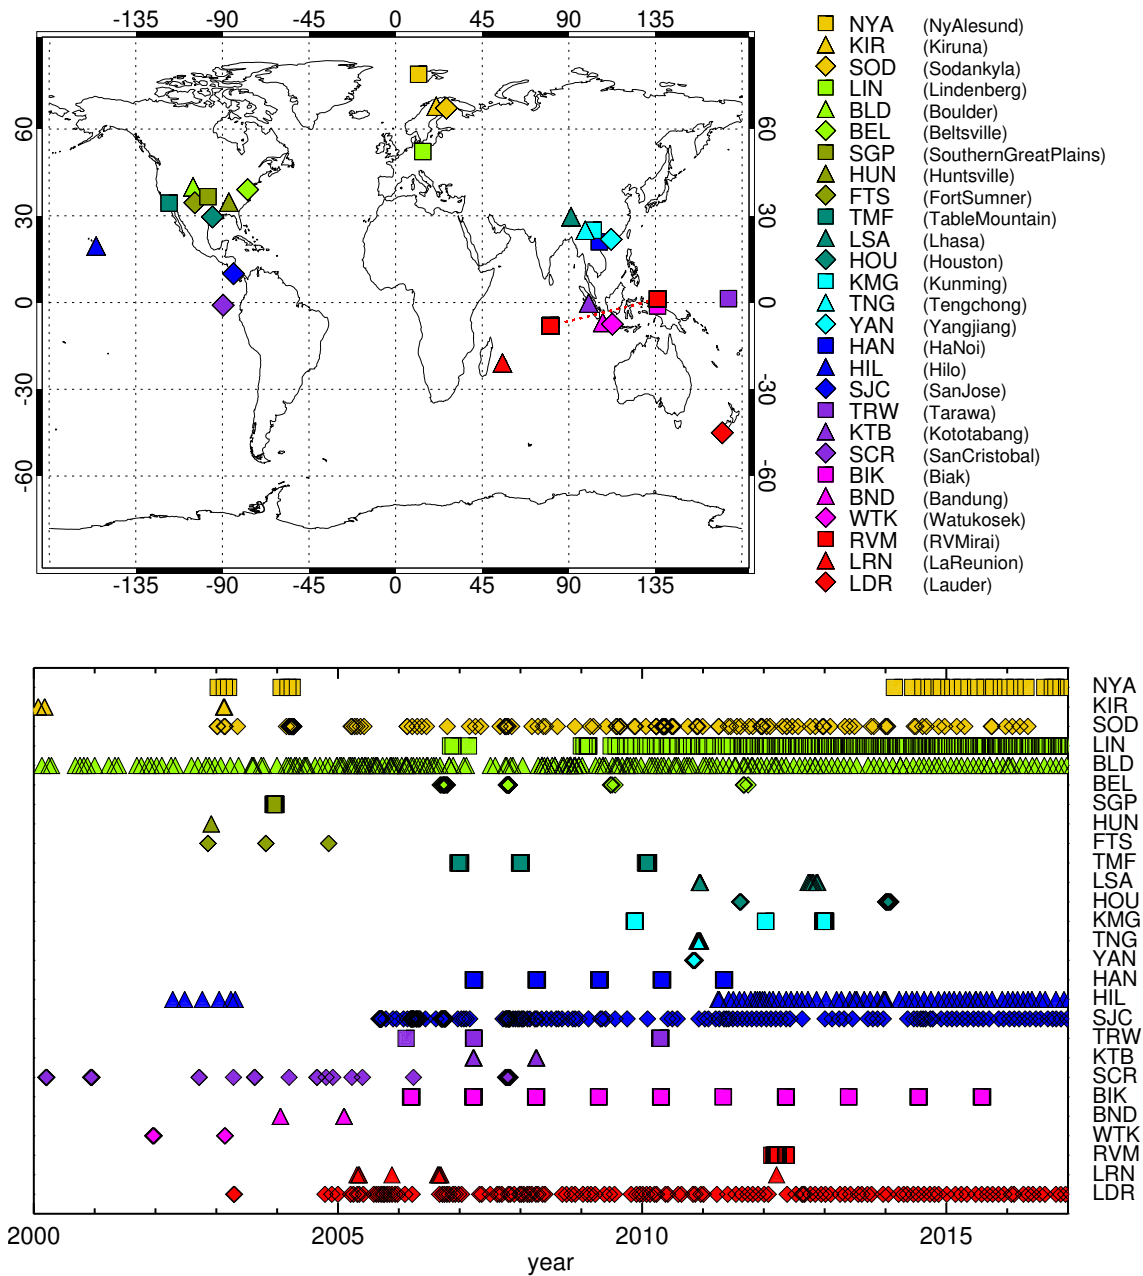 -135 -90 -45 0 45 90 135
60 60
30 30
0 0
-30 -30
-60 -60
-135 -90 -45 0 45 90 135
NYA (NyAlesund)
KIR (Kiruna)
SOD (Sodankyla)
LIN (Lindenberg)
BLD (Boulder)
BEL (Beltsville)
SGP (SouthernGreatPlains)
HUN (Huntsville)
FTS (FortSumner)
TMF (TableMountain)
LSA (Lhasa)
HOU (Houston)
KMG (Kunming)
TNG (Tengchong)
YAN (Yangjiang)
HAN (HaNoi)
HIL (Hilo)
SJC (SanJose)
TRW (Tarawa)
KTB (Kototabang)
SCR (SanCristobal)
BIK (Biak)
BND (Bandung)
WTK (Watukosek)
RVM (RVMirai)
LRN (LaReunion)
LDR (Lauder)
NYA
KIR
SOD
LIN
BLD
BEL
SGP
HUN
FTS
TMF
LSA
HOU
KMG
TNG
YAN
HAN
HIL
SJC
TRW
KTB
SCR
BIK
BND
WTK
RVM
LRN
LDR
2000 2005 2010 2015
year